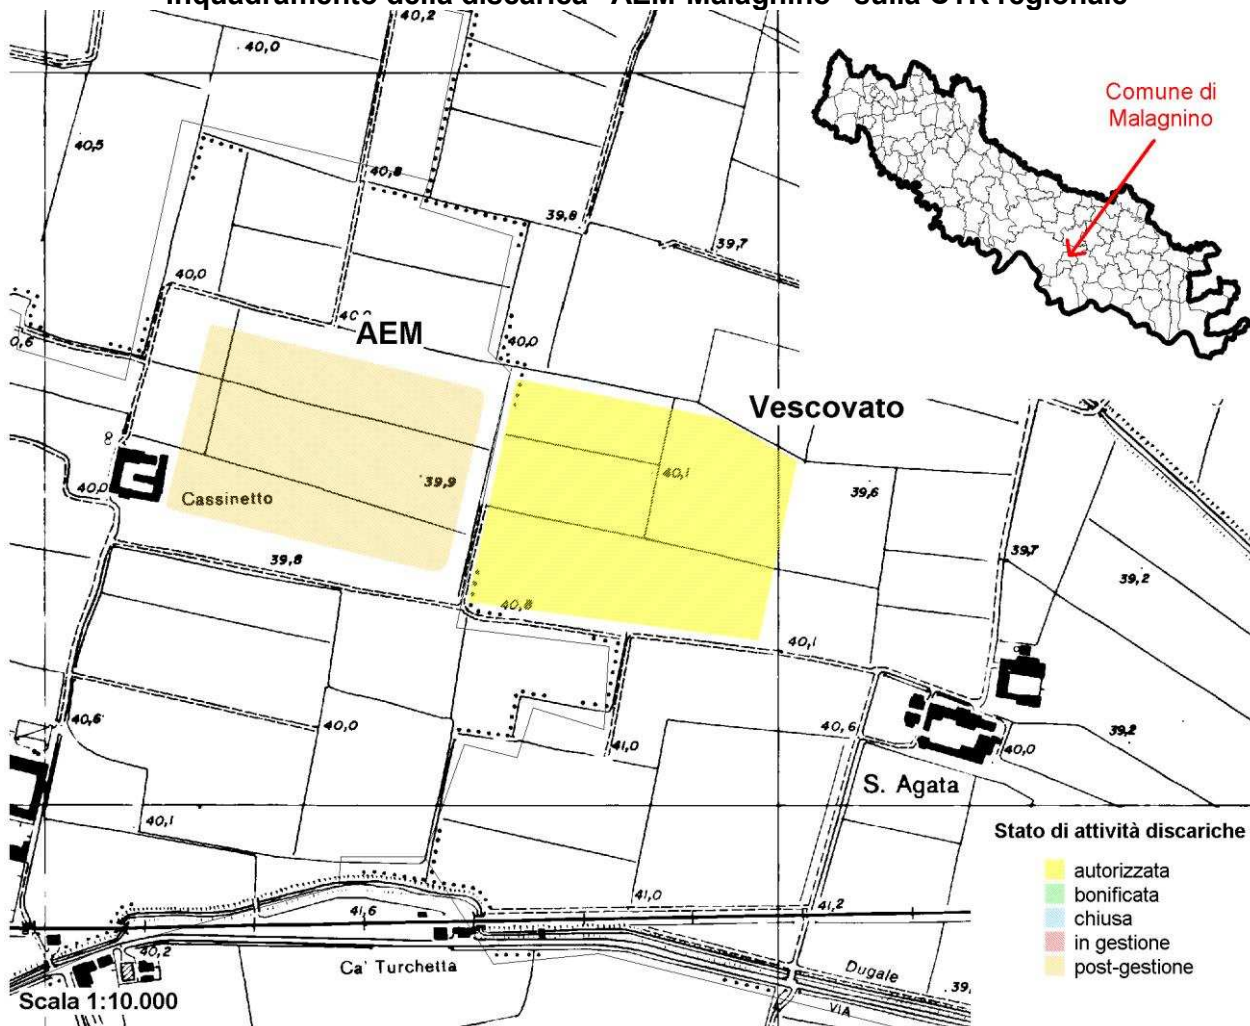 Inquadramento della discarica "AEM-Malagnino" sulla CTR regionale
40,2
40,0
Comune di
Malagnino
40,5
40,8
39,8
39,7
40,0
40,0
AEM
Vescovato
40,1
39,9
39,6
40,0
Cassinetto
39,8
39,7
39,2
40,8
40,1
40,6
40,0
40,6
39,2
41,0
40,0
S. Agata
40,1
Stato di attività discariche
autorizzata
bonificata
chiusa
in gestione
post-gestione
41,0
41,2
41,6
40,2
Ca' Turchetta
Dugale
VIA
Scala 1:10.000